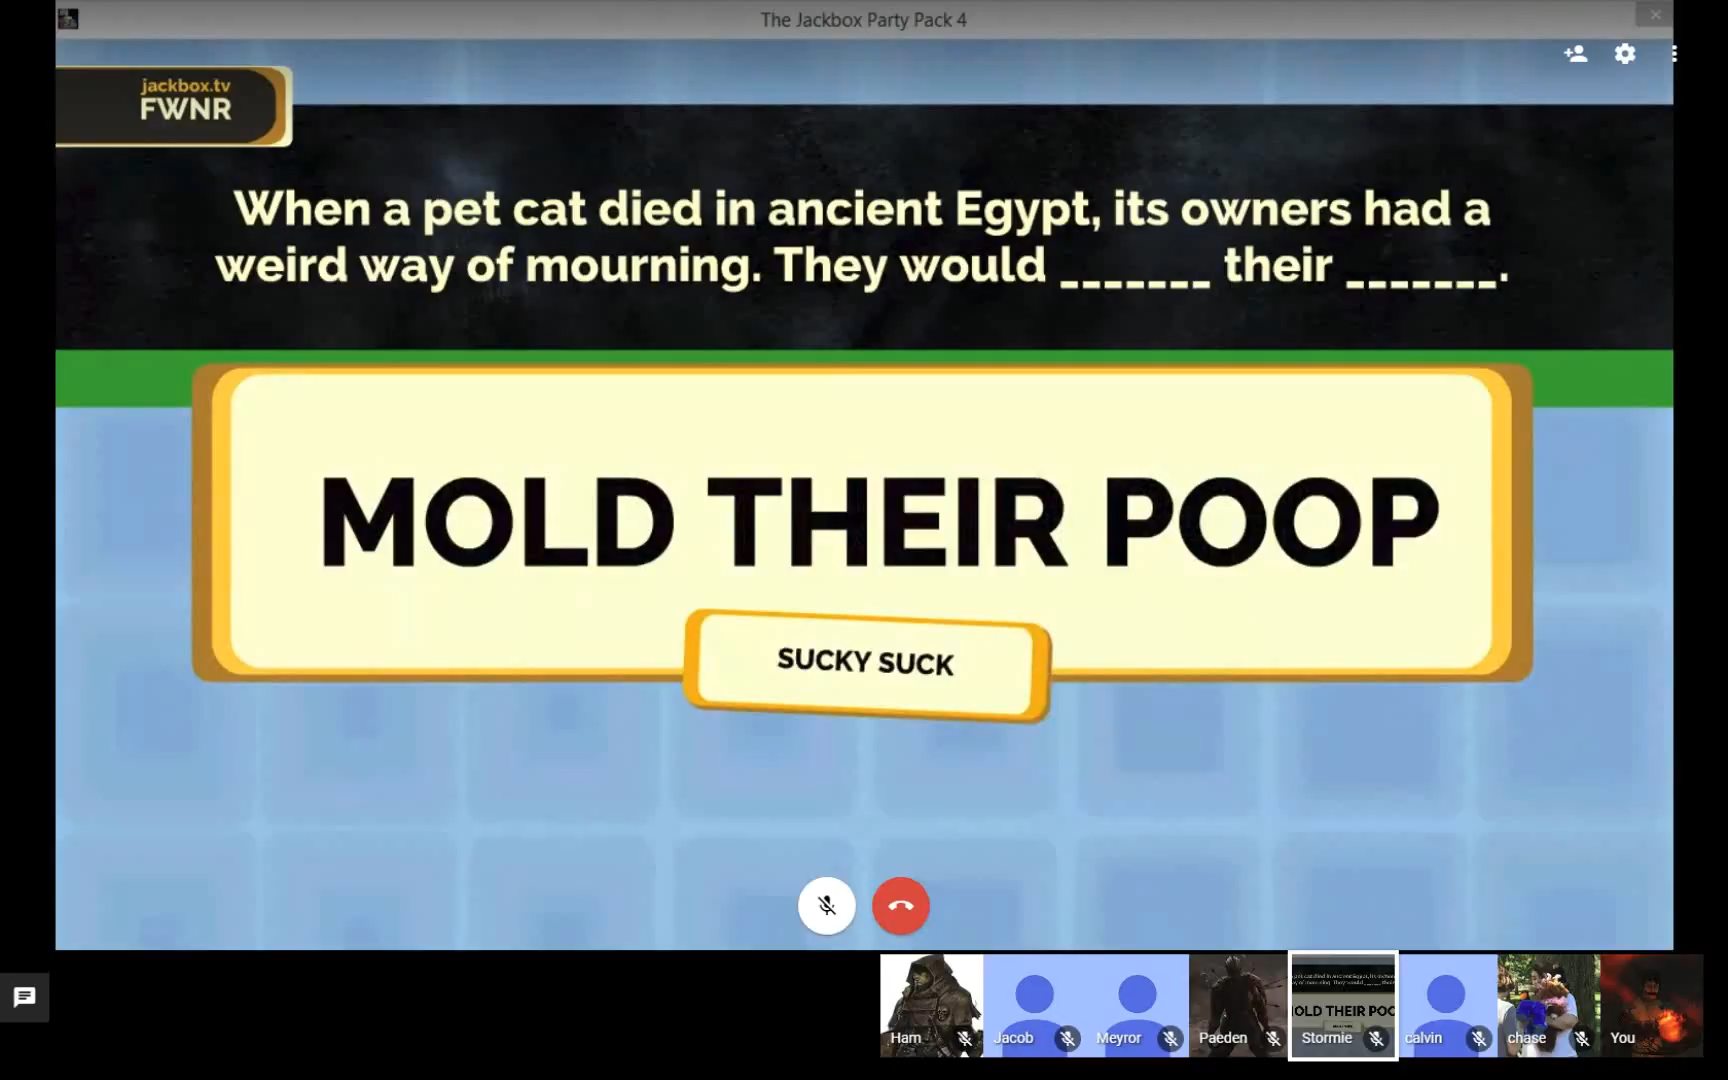 The Jackbox Party Pack 4
jackbox.tv
FWNR
When a pet cat died in ancient Egypt, its owners had a
weird way of mourning. They would _______ their _______.
MOLD THEIR POOP
SUCKY SUCK
MOLD THEIR POO
Ham
Jacob
Meyror
Paeden
Stormie
calvin
chase
You